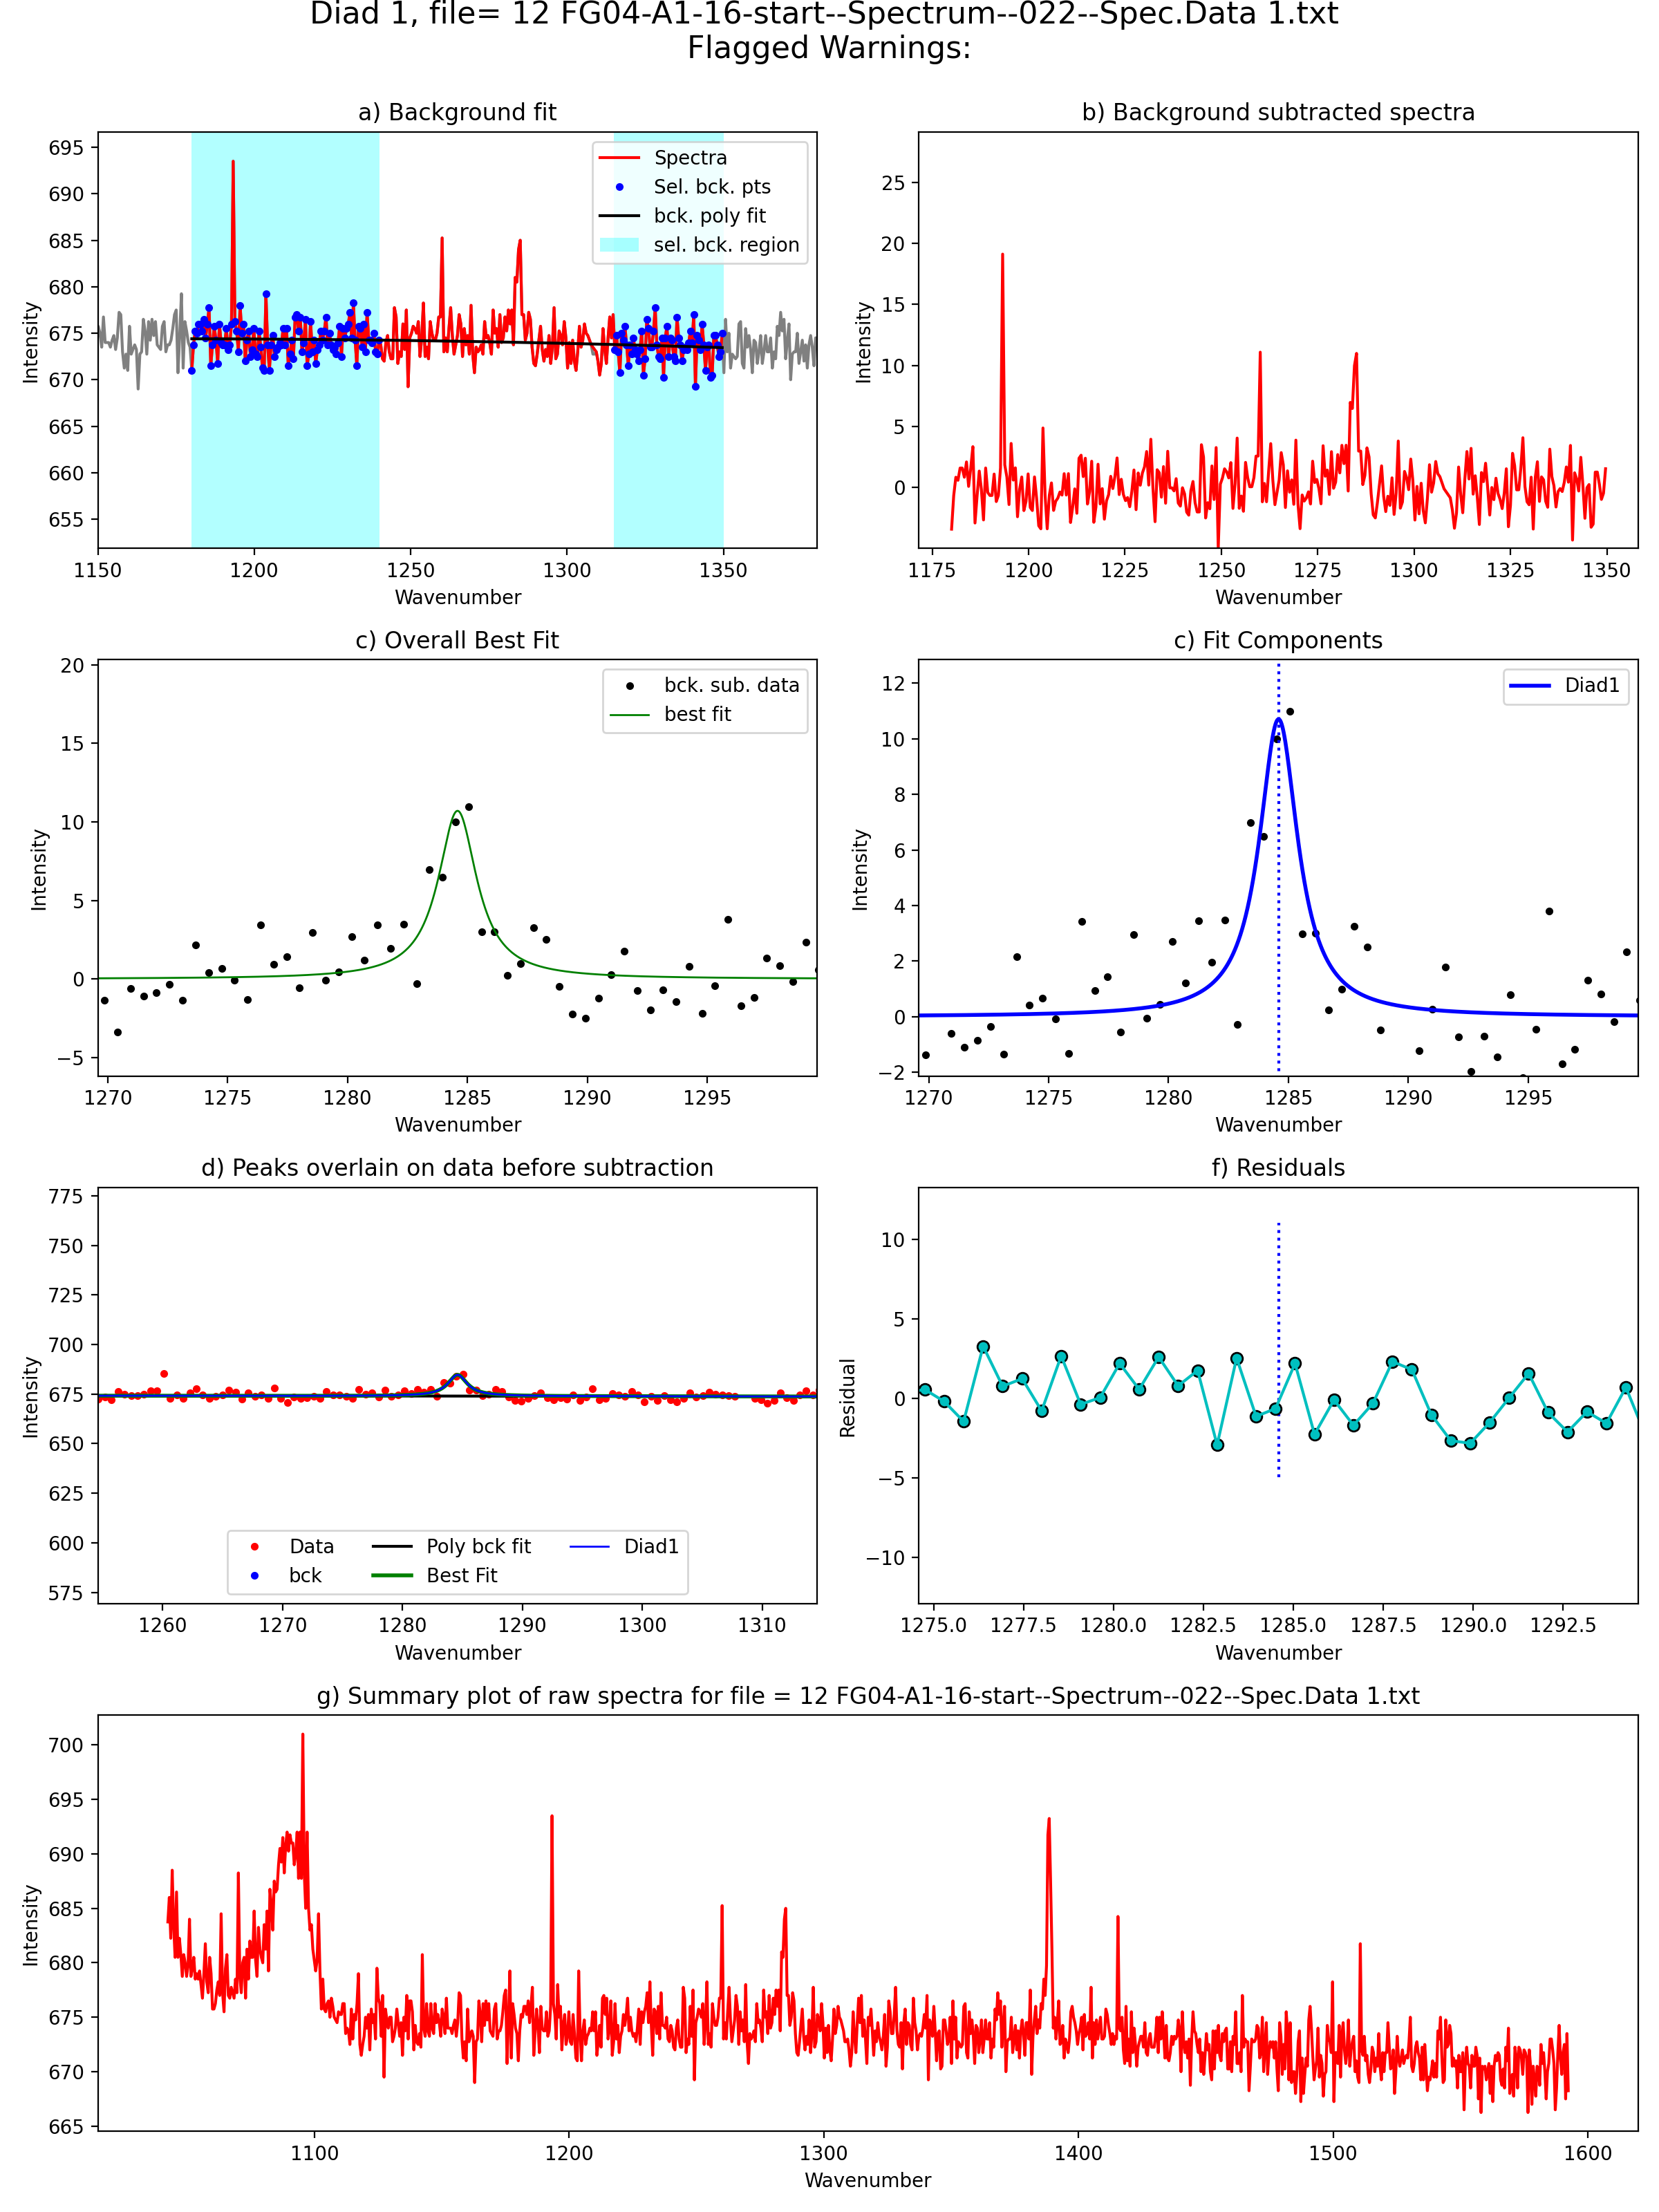 Diad 1, file= 12 FG04-A1-16-start--Spectrum--022--Spec.Data 1.txt
Flagged Warnings:
a) Background fit
695
690
685
680
675
670
665
660
655
Intensity
Spectra
Sel. bck. pts
bck. poly fit
sel. bck. region
1150 1200 1250 1300 1350
Wavenumber
b) Background subtracted spectra
25
20
15
10
5
0
Intensity
1175 1200 1225 1250 1275 1300 1325 1350
Wavenumber
c) Overall Best Fit
20
15
10
5
0
−5
Intensity
bck. sub. data
best fit
1270 1275 1280 1285 1290 1295
Wavenumber
c) Fit Components
12
10
8
6
4
2
0
−2
Intensity
Diad1
1270 1275 1280 1285 1290 1295
Wavenumber
d) Peaks overlain on data before subtraction
775
750
725
700
675
650
625
600
575
Intensity
Data Poly bck fit Diad1
bck Best Fit
1260 1270 1280 1290 1300 1310
Wavenumber
f) Residuals
10
5
0
−5
−10
Residual
1275.0 1277.5 1280.0 1282.5 1285.0 1287.5 1290.0 1292.5
Wavenumber
g) Summary plot of raw spectra for file = 12 FG04-A1-16-start--Spectrum--022--Spec.Data 1.txt
700
695
690
685
680
675
670
665
Intensity
1100 1200 1300 1400 1500 1600
Wavenumber